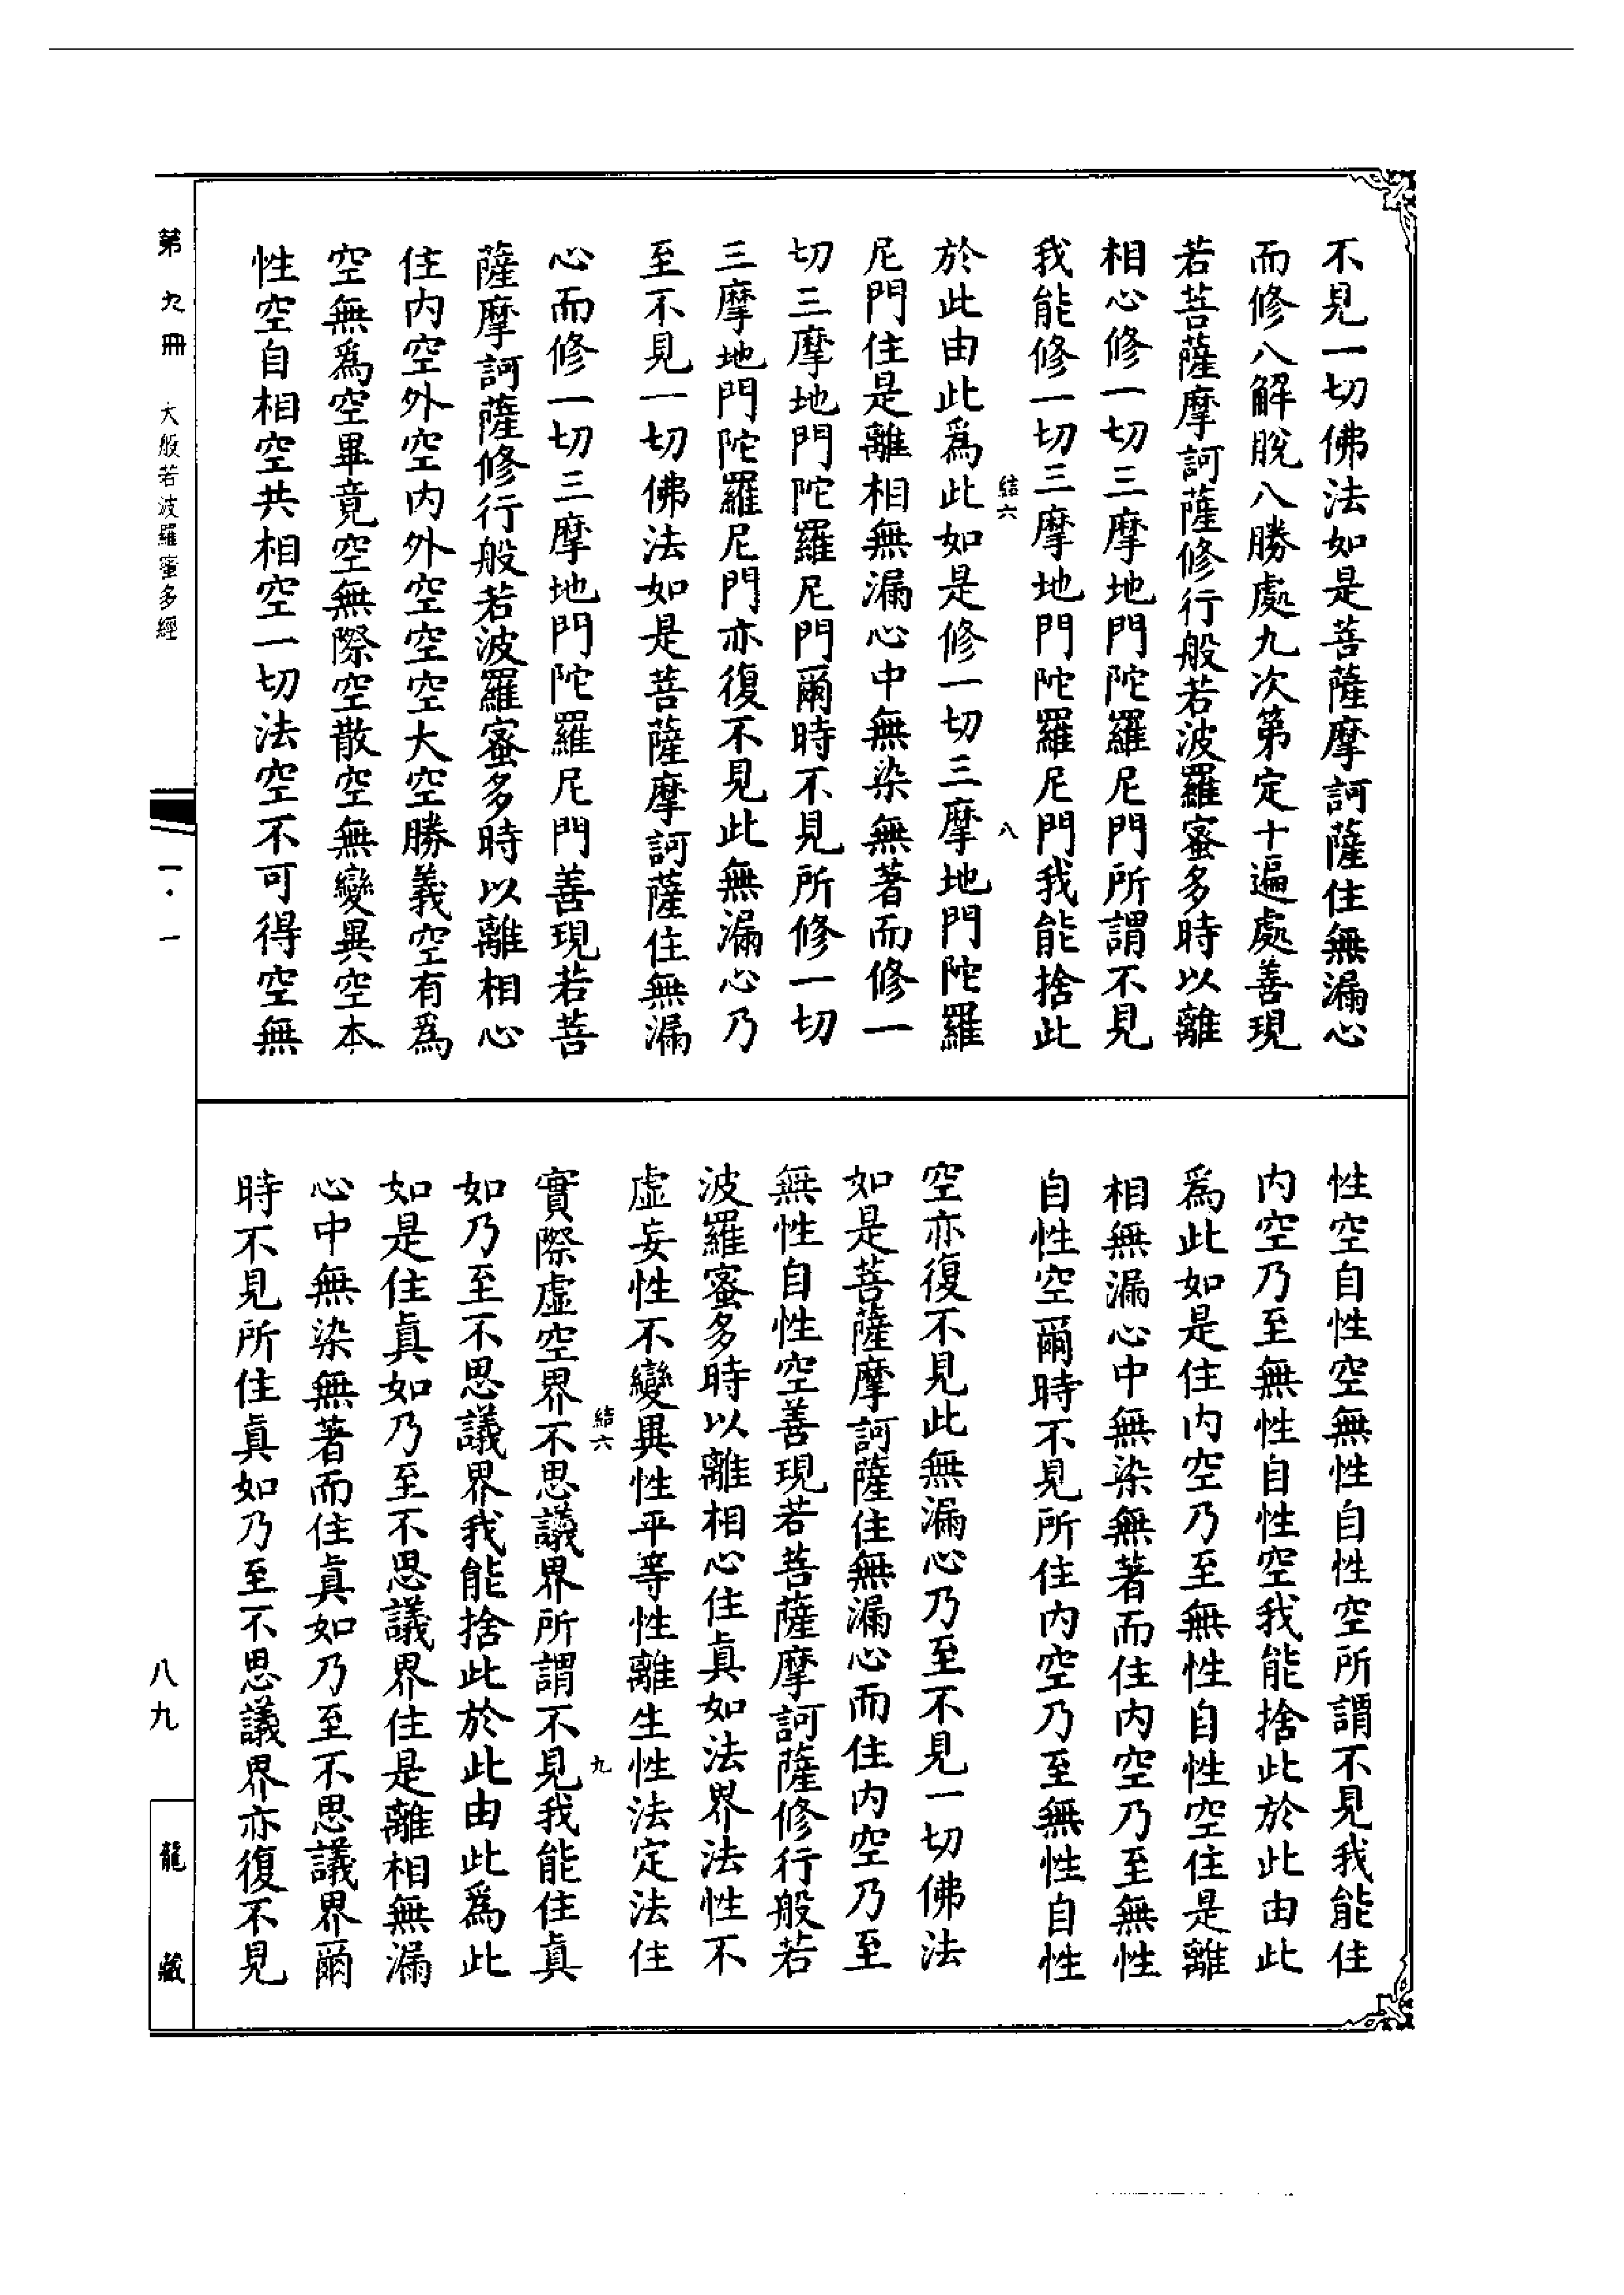 不見一切佛法如是菩薩摩訶薩住無漏心
而修八解脫八勝處九次第定十遍處善現
若菩薩摩訶薩修行般若波羅蜜多時以離
相心修一切三摩地門陀羅尼門所謂不見
我能修一切三摩地門陀羅尼門我能捨此
結六 八
於此由此爲此如是修一切三摩地門陀羅
尼門住是離相無漏心中無染無著而修一
切三摩地門陀羅尼門爾時不見所修一切
三摩地門陀羅尼門亦復不見此無漏心乃
至不見一切佛法如是菩薩摩訶薩住無漏
心而修一切三摩地門陀羅尼門善現若菩
薩摩訶薩修行般若波羅蜜多時以離相心
住內空外空內外空空空大空勝義空有爲
空無爲空畢竟空無際空散空無變異空本
性空自相空共相空一切法空不可得空無
性空自性空無性自性空所謂不見我能住
內空乃至無性自性空我能捨此於此由此
爲此如是住內空乃至無性自性空住是離
相無漏心中無染無著而住內空乃至無性
自性空爾時不見所住內空乃至無性自性
空亦復不見此無漏心乃至不見一切佛法
如是菩薩摩訶薩住無漏心而住內空乃至
無性自性空善現若菩薩摩訶薩修行般若
波羅蜜多時以離相心住真如法界法性不
虛妄性不變異性平等性離生性法定法住
結六 九
實際虛空界不思議界所謂不見我能住真
如乃至不思議界我能捨此於此由此爲此
如是住真如乃至不思議界住是離相無漏
心中無染無著而住真如乃至不思議界爾
時不見所住真如乃至不思議界亦復不見
第九冊 大般若波羅蜜多經
一·一
八九
龍藏